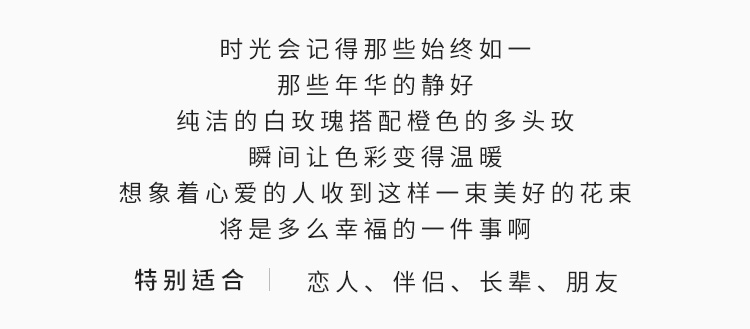 时光会记得那些始终如一
那些年华的静好
纯洁的白玫瑰搭配橙色的多头玫
瞬间让色彩变得温暖
想象着心爱的人收到这样一束美好的花束
将是多么幸福的一件事啊
特别适合 | 恋人、伴侣、长辈、朋友